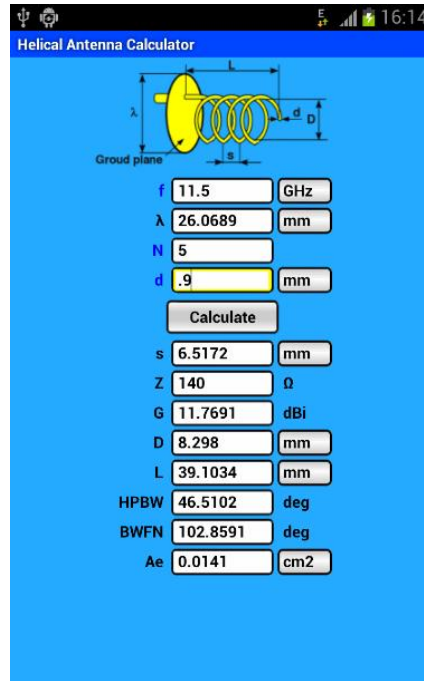 E 16:14
Helical Antenna Calculator
L
λ
d D
Groud plane
s
f 11.5 GHz
λ 26.0689 mm
N 5
d .9 mm
Calculate
s 6.5172 mm
Z 140 Ω
G 11.7691 dBi
D 8.298 mm
L 39.1034 mm
HPBW 46.5102 deg
BWFN 102.8591 deg
Ae 0.0141 cm2